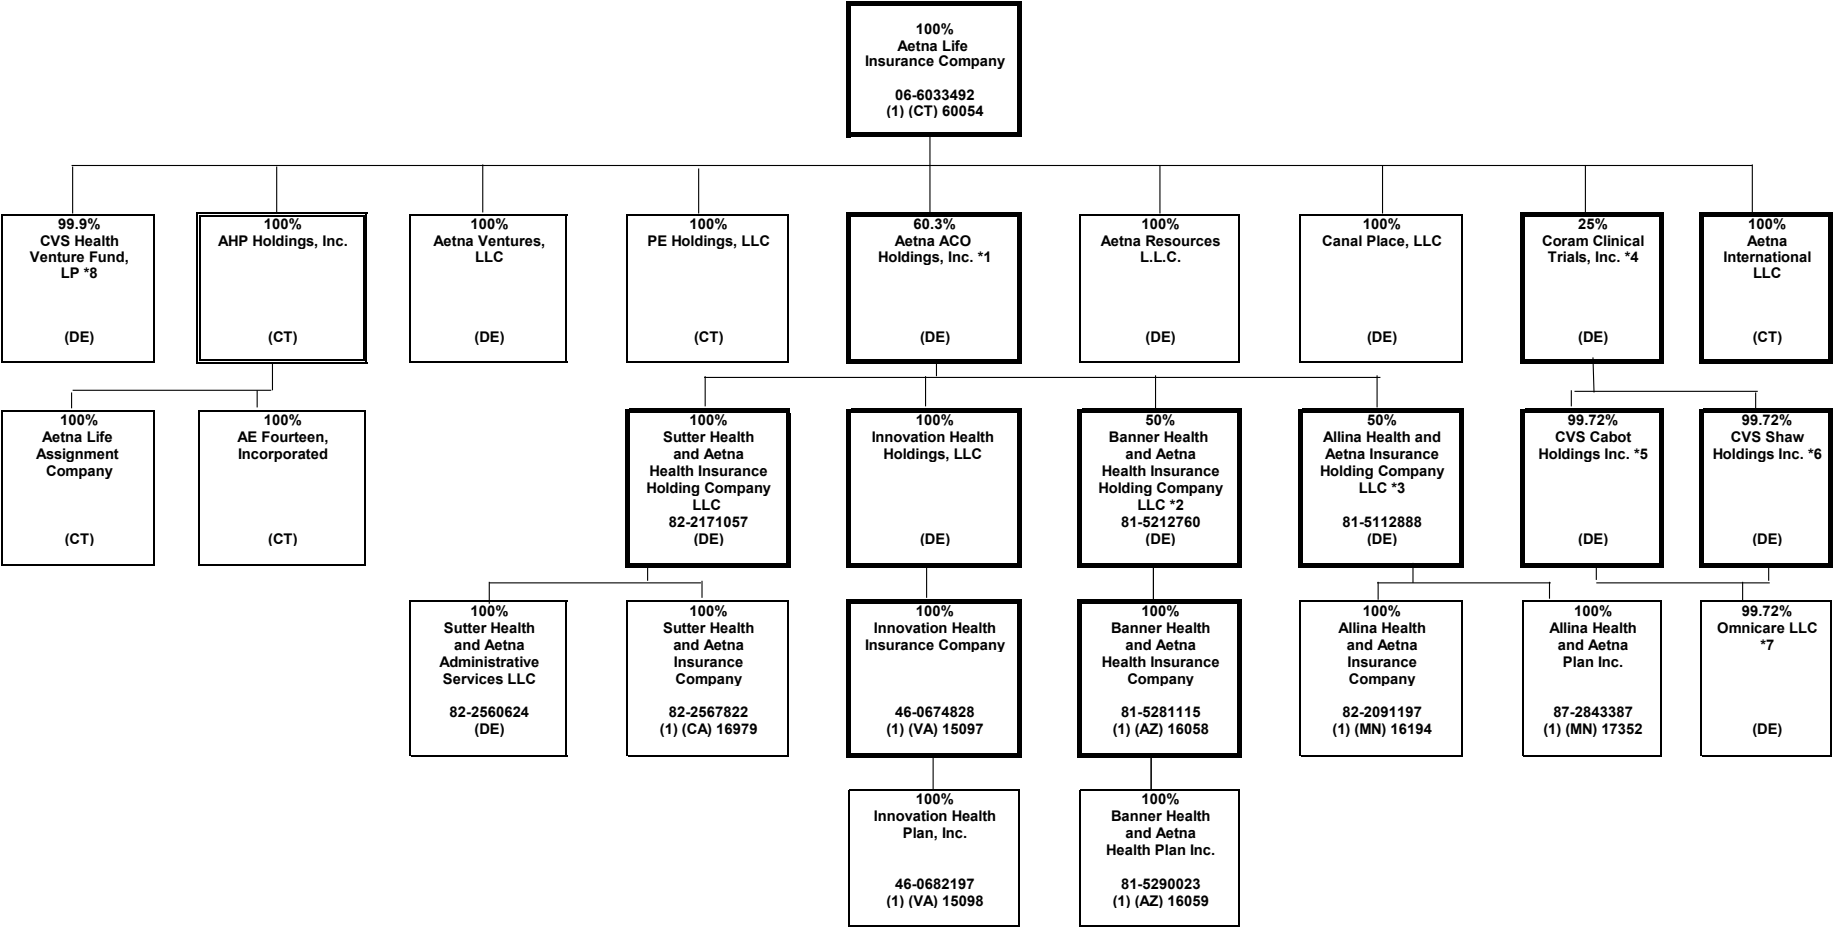 100%
Aetna Life
Insurance Company
06-6033492
(1) (CT) 60054
99.9%
CVS Health
Venture Fund,
LP *8
(DE)
100%
AHP Holdings, Inc.
(CT)
100%
Aetna Ventures,
LLC
(DE)
100%
PE Holdings, LLC
(CT)
60.3%
Aetna ACO
Holdings, Inc. *1
(DE)
100%
Aetna Resources
L.L.C.
(DE)
100%
Canal Place, LLC
(DE)
25%
Coram Clinical
Trials, Inc. *4
(DE)
100%
Aetna
International
LLC
(CT)
100%
Aetna Life
Assignment
Company
(CT)
100%
AE Fourteen,
Incorporated
(CT)
100%
Sutter Health
and Aetna
Health Insurance
Holding Company
LLC
82-2171057
(DE)
100%
Innovation Health
Holdings, LLC
(DE)
50%
Banner Health
and Aetna
Health Insurance
Holding Company
LLC *2
81-5212760
(DE)
50%
Allina Health and
Aetna Insurance
Holding Company
LLC *3
81-5112888
(DE)
99.72%
CVS Cabot
Holdings Inc. *5
(DE)
99.72%
CVS Shaw
Holdings Inc. *6
(DE)
100%
Sutter Health
and Aetna
Administrative
Services LLC
82-2560624
(DE)
100%
Sutter Health
and Aetna
Insurance
Company
82-2567822
(1) (CA) 16979
100%
Innovation Health
Insurance Company
46-0674828
(1) (VA) 15097
100%
Banner Health
and Aetna
Health Insurance
Company
81-5281115
(1) (AZ) 16058
100%
Allina Health
and Aetna
Insurance
Company
82-2091197
(1) (MN) 16194
100%
Allina Health
and Aetna
Plan Inc.
87-2843387
(1) (MN) 17352
99.72%
Omnicare LLC
*7
(DE)
100%
Innovation Health
Plan, Inc.
46-0682197
(1) (VA) 15098
100%
Banner Health
and Aetna
Health Plan Inc.
81-5290023
(1) (AZ) 16059